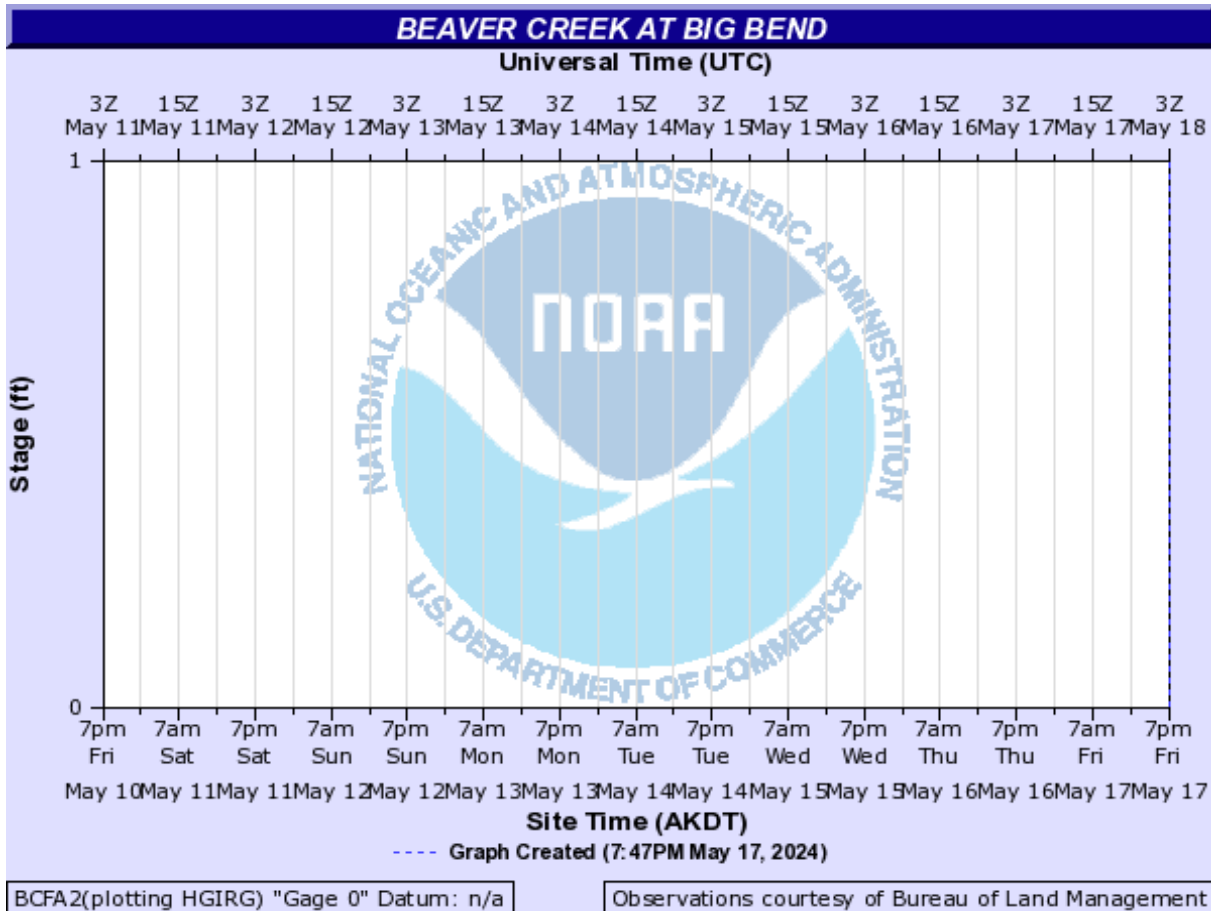 BEAVER CREEK AT BIG BEND
Universal Time (UTC)
3Z 15Z 3Z 15Z 3Z 15Z 3Z 15Z 3Z 15Z 3Z 15Z 3Z 15Z 3Z
May 11 May 11 May 12 May 12 May 13 May 13 May 14 May 14 May 15 May 15 May 16 May 16 May 17 May 17 May 18
1
NATIONAL OCEANIC AND ATMOSPHERIC ADMINISTRATION
NOAA
Stage (ft)
U.S. DEPARTMENT OF COMMERCE
0
7pm 7am 7pm 7am 7pm 7am 7pm 7am 7pm 7am 7pm 7am 7pm 7am 7pm
Fri Sat Sat Sun Sun Mon Mon Tue Tue Wed Wed Thu Thu Fri Fri
May 10 May 11 May 11 May 12 May 12 May 13 May 13 May 14 May 14 May 15 May 15 May 16 May 16 May 17 May 17
Site Time (AKDT)
---- Graph Created (7:47PM May 17, 2024)
BCFA2(plotting HGIRG) "Gage 0" Datum: n/a
Observations courtesy of Bureau of Land Management